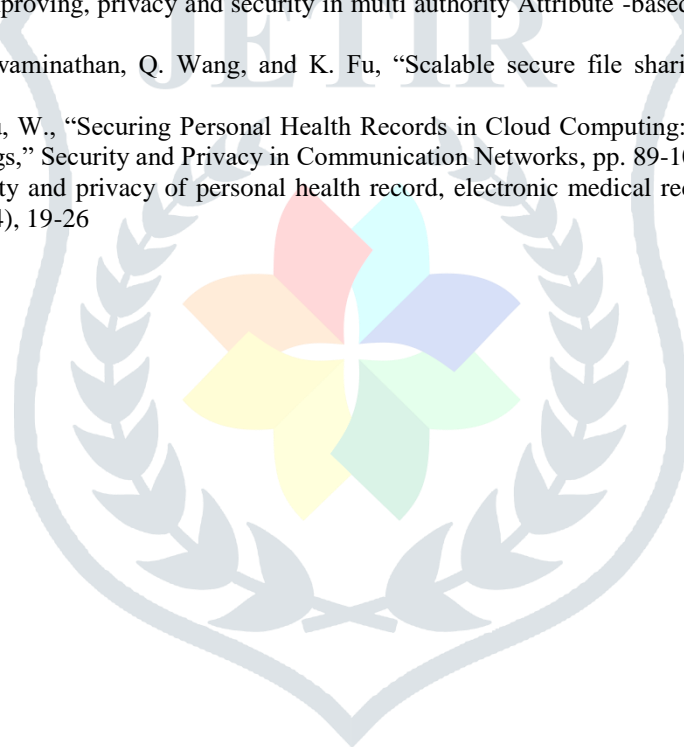 JETIR
proving, privacy and security in multi authority Attribute -based
waminathan, Q. Wang, and K. Fu, “Scalable secure file shari
, W., “Securing Personal Health Records in Cloud Computing:
gs,” Security and Privacy in Communication Networks, pp. 89-10
ty and privacy of personal health record, electronic medical rec
4), 19-26